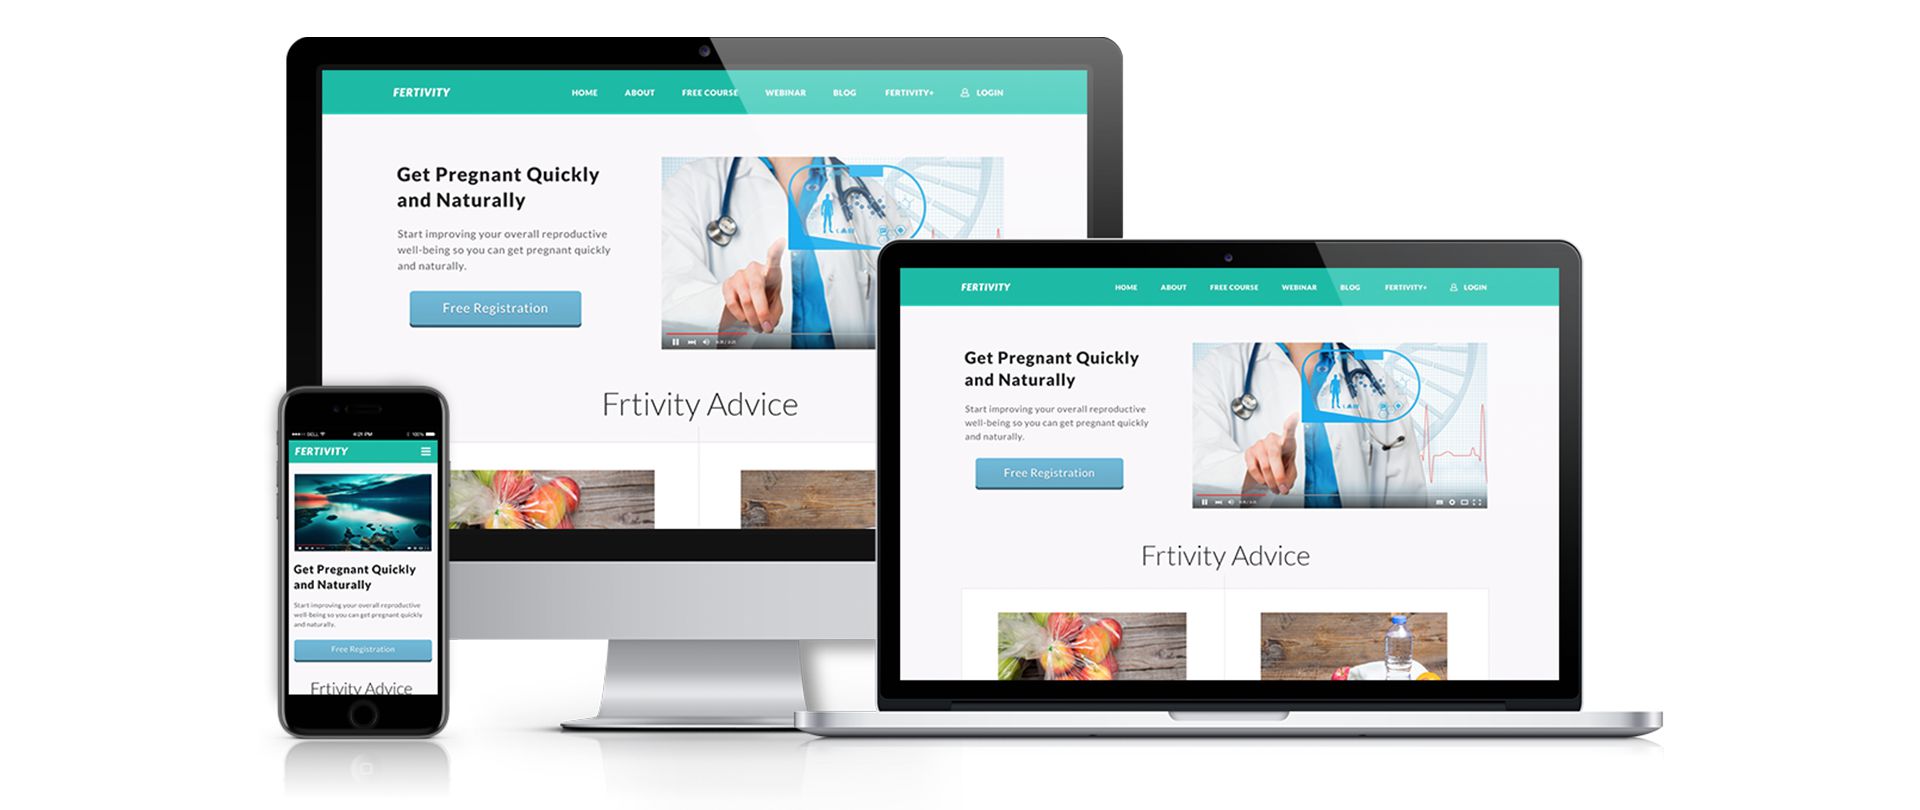 FERTIVITY
HOME ABOUT FREE COURSE WEBINAR BLOG FERTIVITY+ LOGIN
Get Pregnant Quickly
and Naturally
Start improving your overall reproductive
well-being so you can get pregnant quickly
and naturally.
Free Registration
Frtivity Advice
FERTIVITY
HOME ABOUT FREE COURSE WEBINAR BLOG FERTIVITY+ LOGIN
Get Pregnant Quickly
and Naturally
Start improving your overall reproductive
well-being so you can get pregnant quickly
and naturally.
Free Registration
Frtivity Advice
BELL 4:21 PM 100%
FERTIVITY
Get Pregnant Quickly
and Naturally
Start improving your overall reproductive
well-being so you can get pregnant quickly
and naturally.
Free Registration
Frtivity Advice